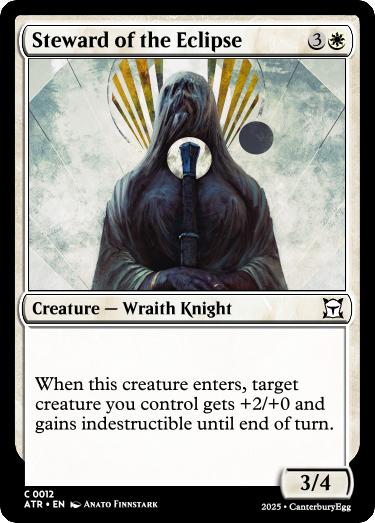 Steward of the Eclipse 3
Creature — Wraith Knight
When this creature enters, target
creature you control gets +2/+0 and
gains indestructible until end of turn.
3/4
C 0012
ATR • EN Anato Finnstark
2025 • CanterburyEgg